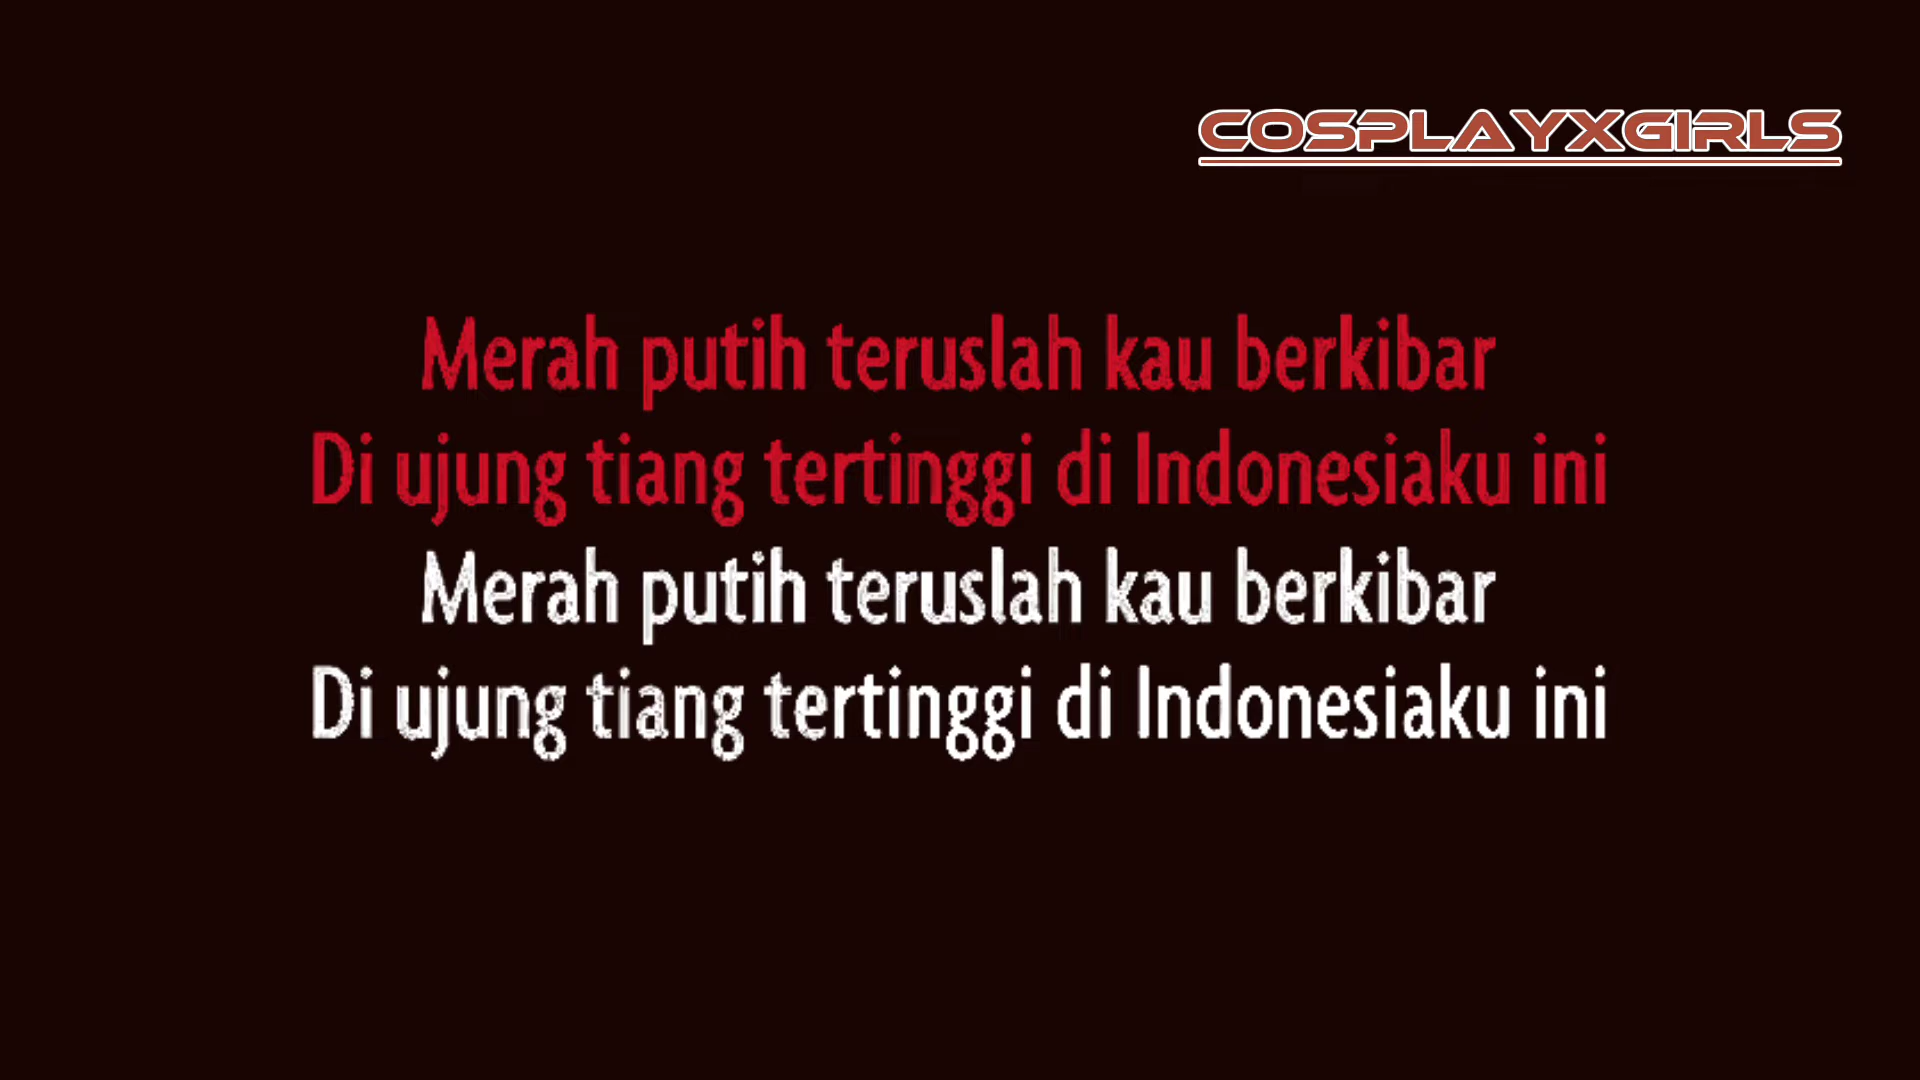 COSPLAYXGIRLS
Merah putih teruslah kau berkibar
Di ujung tiang tertinggi di Indonesiaku ini
Merah putih teruslah kau berkibar
Di ujung tiang tertinggi di Indonesiaku ini